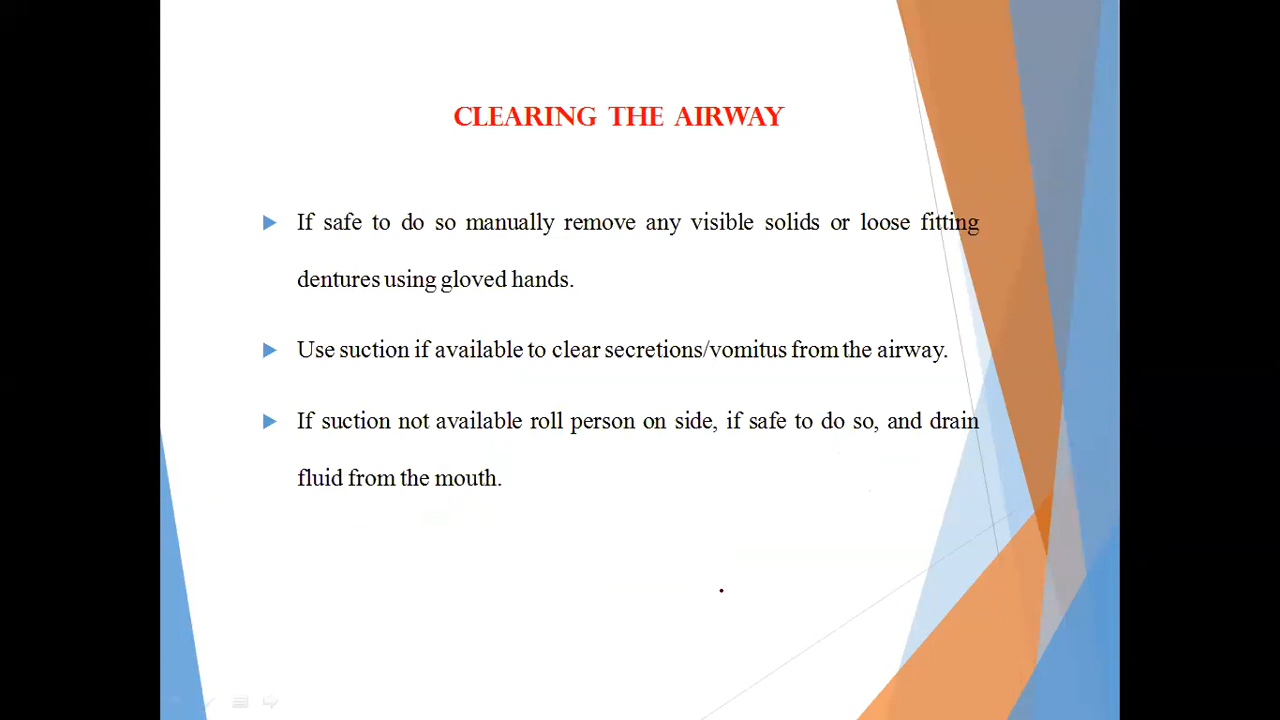 CLEARING THE AIRWAY
If safe to do so manually remove any visible solids or loose fitting
dentures using gloved hands.
Use suction if available to clear secretions/vomitus from the airway.
If suction not available roll person on side, if safe to do so, and drain
fluid from the mouth.